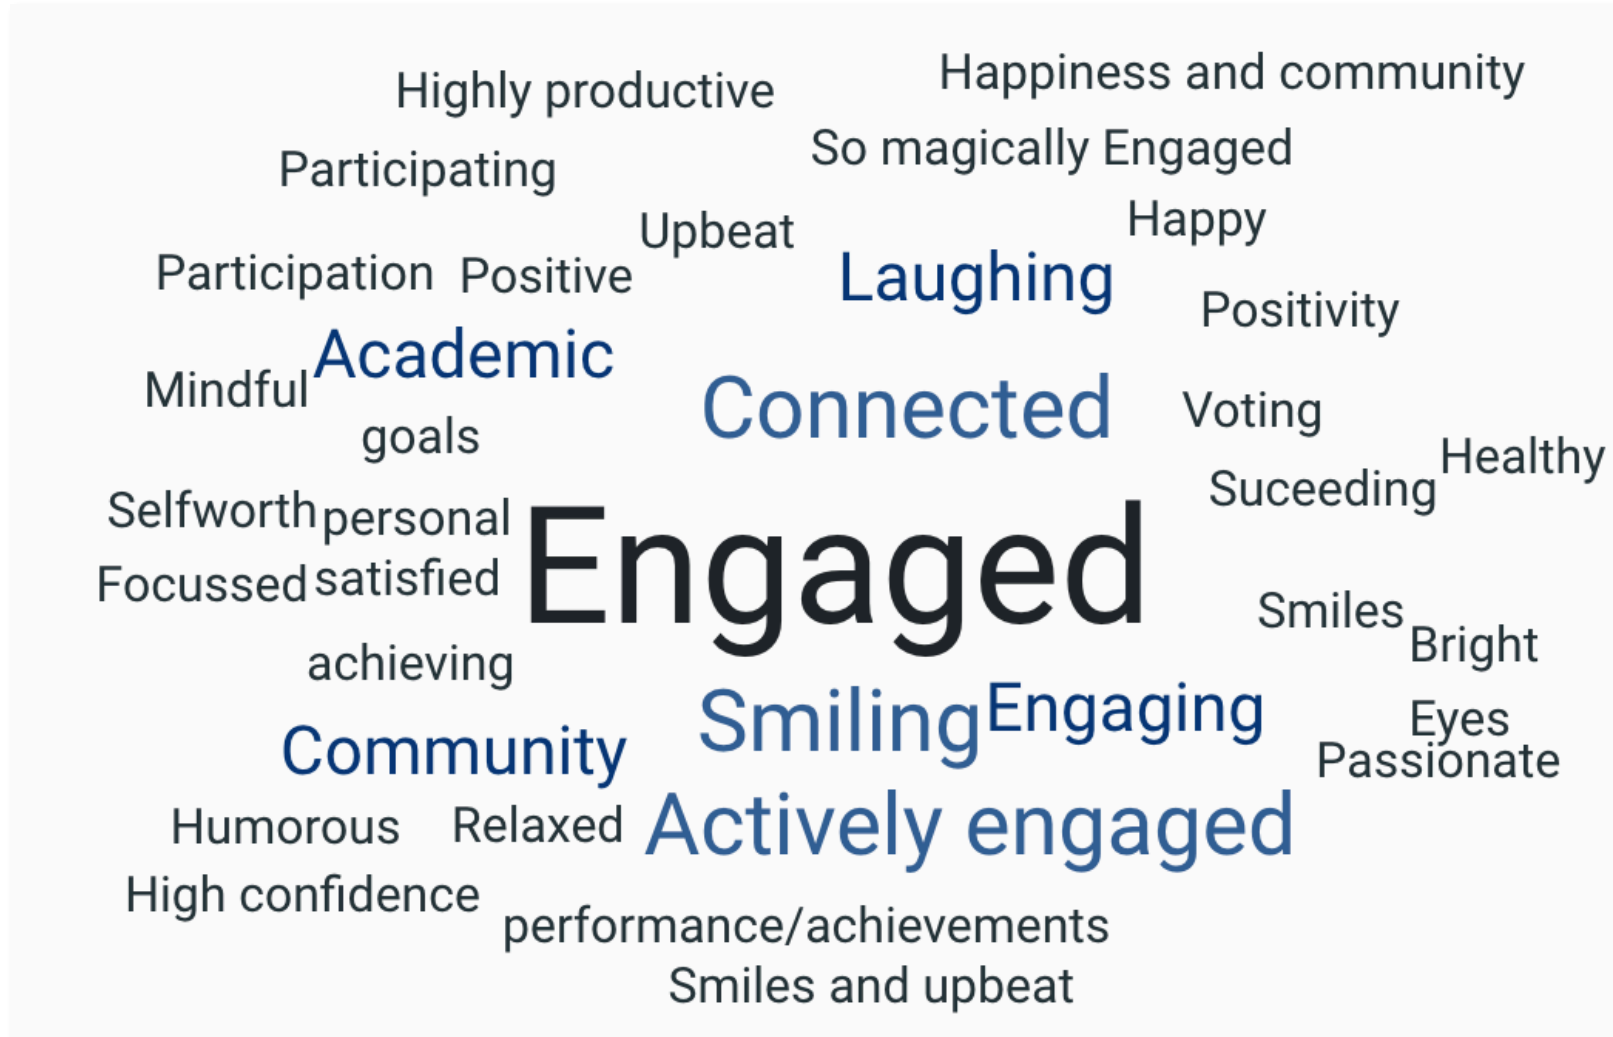 Happiness and community
Highly productive
So magically Engaged
Participating
Happy
Upbeat
Participation
Positive
Laughing
Positivity
Academic
Mindful
Connected
Voting
goals
Healthy
Suceeding
Selfworth
personal
Engaged
Focussed
satisfied
Smiles
Bright
achieving
Smiling
Engaging
Eyes
Community
Passionate
Humorous
Relaxed
Actively engaged
High confidence
performance/achievements
Smiles and upbeat